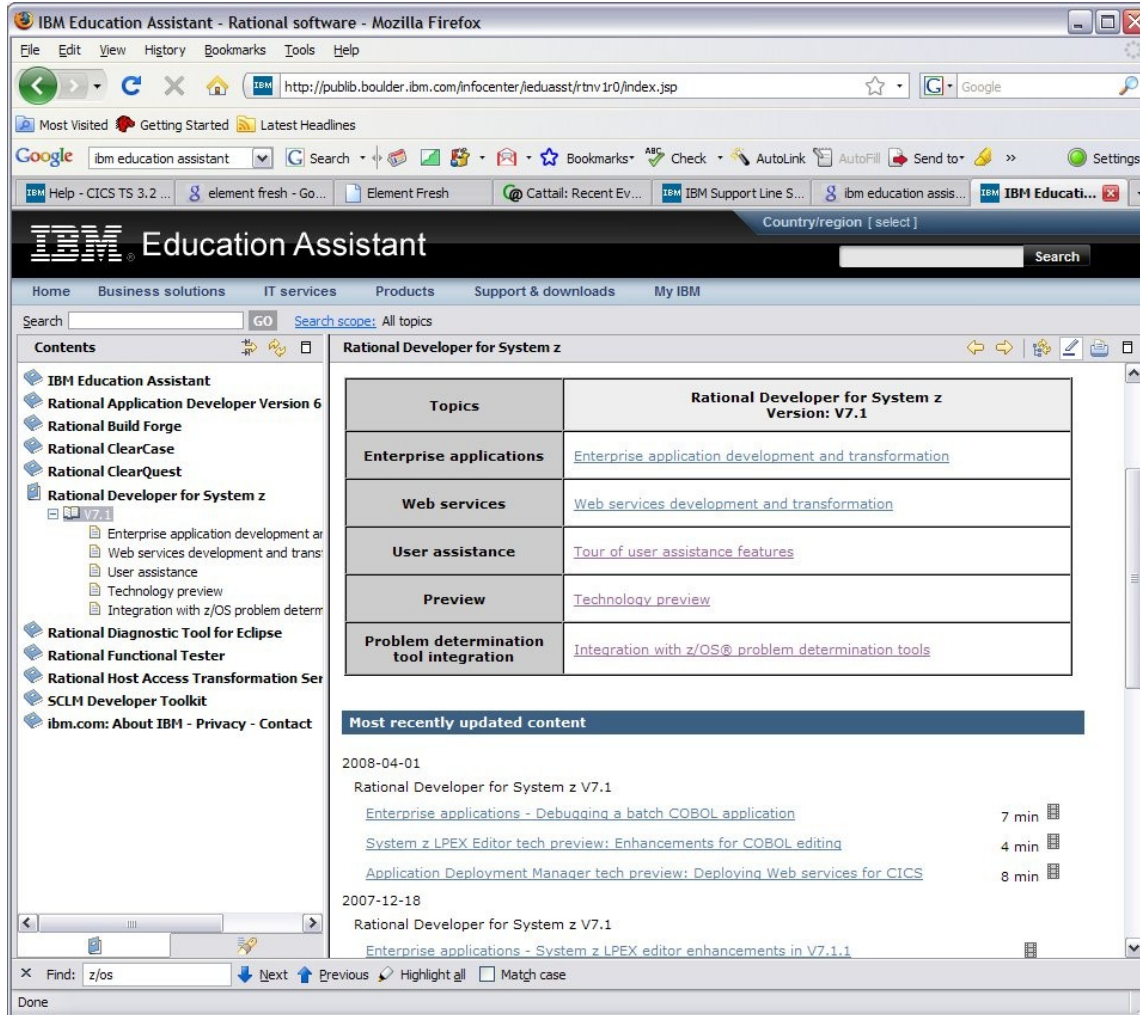 IBM Education Assistant - Rational software - Mozilla Firefox
File Edit View History Bookmarks Tools Help
IBM http://publib.boulder.ibm.com/infocenter/ieduasst/rtnv1r0/index.jsp G Google
Most Visited Getting Started Latest Headlines
Google ibm education assistant G Search Bookmarks ABC Check AutoLink AutoFill Send to » Settings
IBM Help - CICS TS 3.2 ... element fresh - Go... Element Fresh Cattail: Recent Ev... IBM IBM Support Line S... ibm education assis... IBM IBM Educati...
Country/region [ select ]
IBM® Education Assistant
Search
Home Business solutions IT services Products Support & downloads My IBM
Search GO Search scope: All topics
Contents
IBM Education Assistant
Rational Application Developer Version 6
Rational Build Forge
Rational ClearCase
Rational ClearQuest
Rational Developer for System z
V7.1
Enterprise application development an
Web services development and trans
User assistance
Technology preview
Integration with z/OS problem determ
Rational Diagnostic Tool for Eclipse
Rational Functional Tester
Rational Host Access Transformation Ser
SCLM Developer Toolkit
ibm.com: About IBM - Privacy - Contact
Rational Developer for System z
Topics
Rational Developer for System z
Version: V7.1
Enterprise applications Enterprise application development and transformation
Web services Web services development and transformation
User assistance Tour of user assistance features
Preview Technology preview
Problem determination
tool integration
Integration with z/OS® problem determination tools
Most recently updated content
2008-04-01
Rational Developer for System z V7.1
Enterprise applications - Debugging a batch COBOL application 7 min
System z LPEX Editor tech preview: Enhancements for COBOL editing 4 min
Application Deployment Manager tech preview: Deploying Web services for CICS 8 min
2007-12-18
Rational Developer for System z V7.1
Enterprise applications - System z LPEX editor enhancements in V7.1.1
Find: z/os Next Previous Highlight all Match case
Done